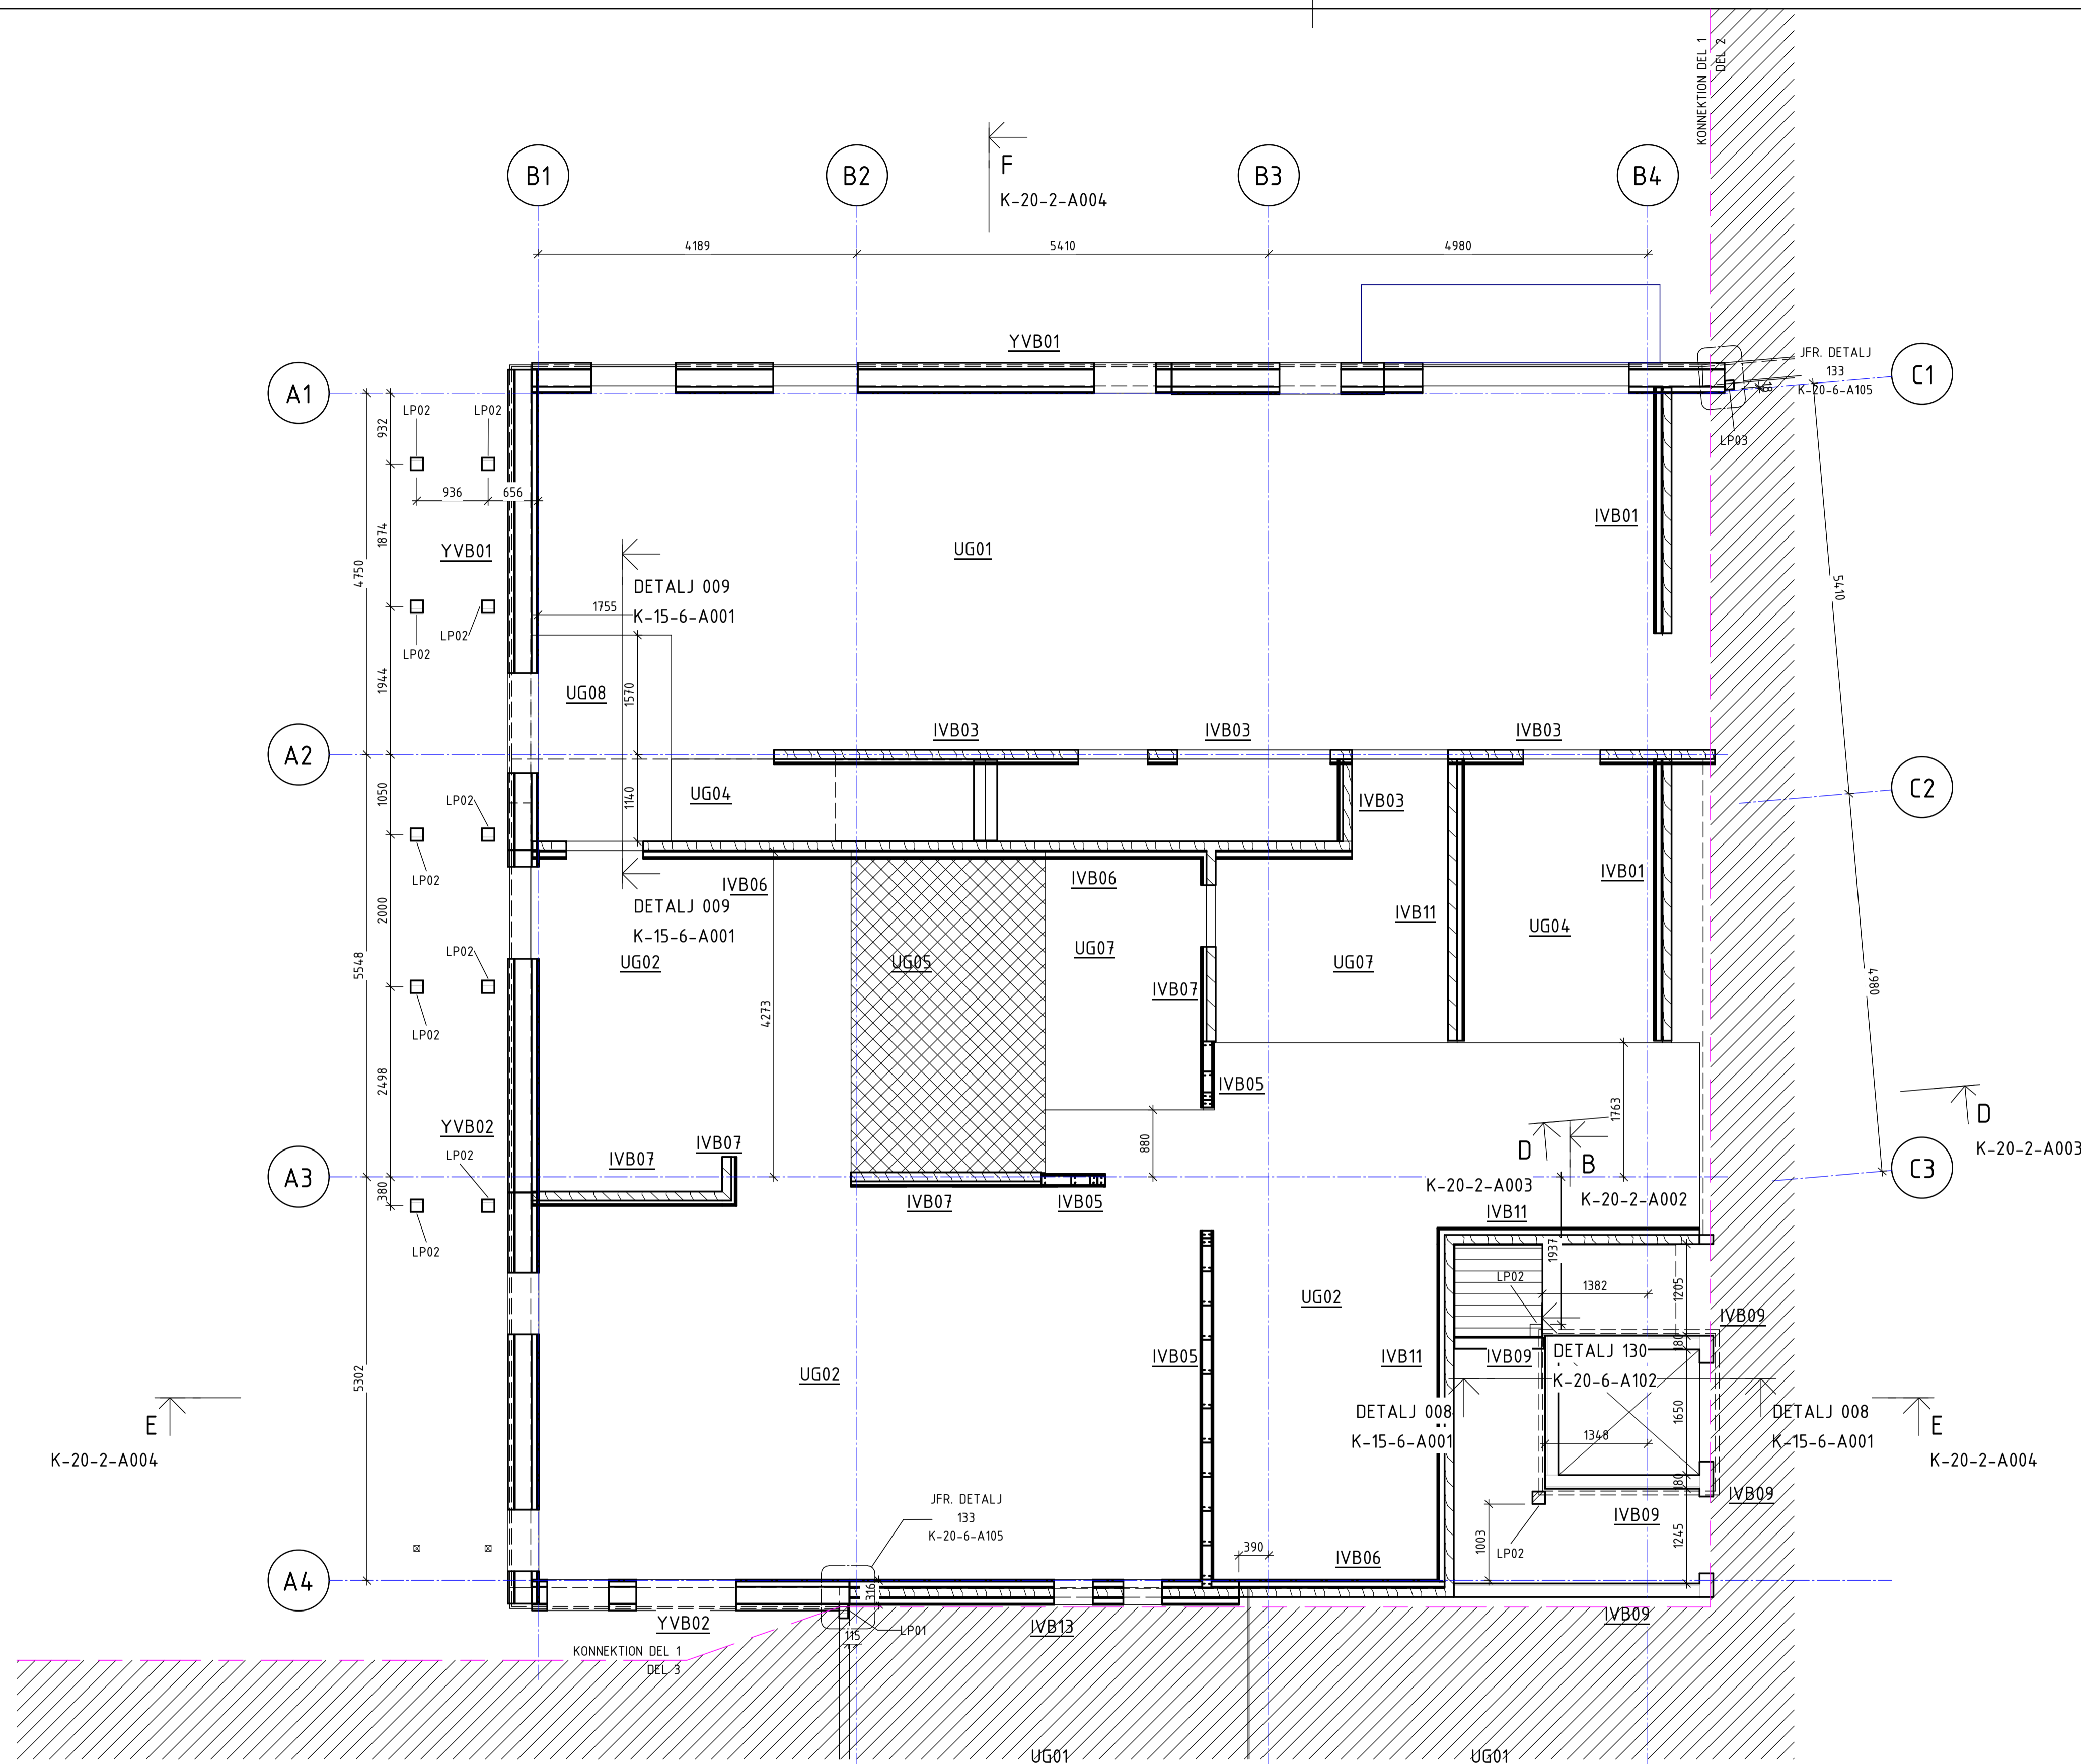 KONNEKTION DEL 1
DEL 2
B1
B2
B3
B4
F
K-20-2-A004
4189
5410
4980
YVB01
JFR. DETALJ
133
K-20-6-A105
C1
A1
LP02
LP02
932
LP03
936
656
1874
YVB01
4750
UG01
IVB01
5410
DETALJ 009
K-15-6-A001
1755
LP02
LP02
1944
UG08
1570
IVB03
IVB03
IVB03
A2
C2
1050
LP02
UG04
1140
IVB03
LP02
IVB06
IVB06
IVB01
DETALJ 009
K-15-6-A001
2000
IVB11
UG04
UG02
UG05
UG07
UG07
LP02
5548
4980
IVB07
4273
LP02
2498
IVB05
1763
YVB02
IVB07
IVB07
880
D
K-20-2-A003
LP02
D
B
K-20-2-A003
K-20-2-A002
A3
C3
380
IVB07
IVB05
IVB11
LP02
1937
LP02
1382
1205
UG02
IVB09
180
IVB05
IVB11
IVB09
DETALJ 130
K-20-6-A102
UG02
5302
E
K-20-2-A004
DETALJ 008
K-15-6-A001
1650
1348
DETALJ 008
K-15-6-A001
E
K-20-2-A004
180
IVB09
IVB09
JFR. DETALJ
133
K-20-6-A105
1003
LP02
1245
390
IVB06
A4
316
YVB02
LP01
115
IVB13
IVB09
KONNEKTION DEL 1
DEL 3
UG01
UG01